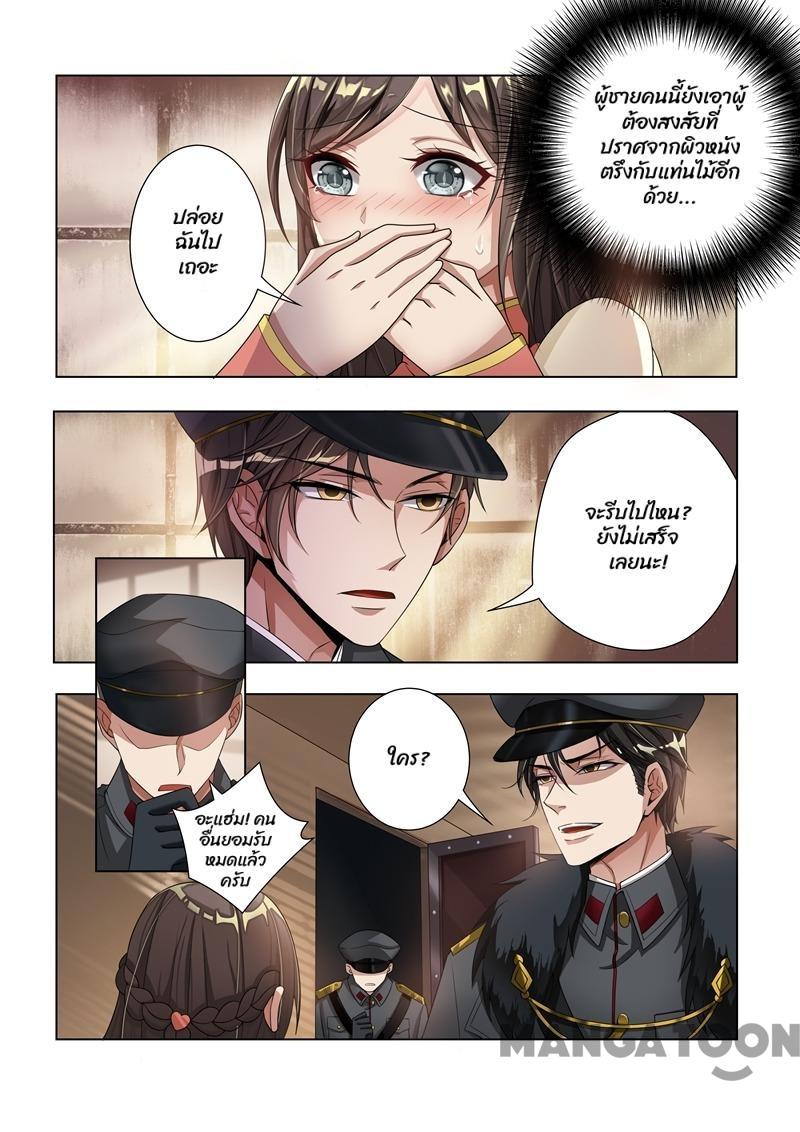 ผู้ชายคนนี้ยังเอาผู้
ต้องสงสัยที่
ปราศจากผิวหนัง
ตรึงกับแท่นไม้อีก
ด้วย...
ปล่อย
ฉันไป
เถอะ
จะรีบไปไหน?
ยังไม่เสร็จ
เลยนะ!
ใคร?
อะแฮ่ม! คน
อื่นยอมรับ
หมดแล้ว
ครับ
MANGATOON